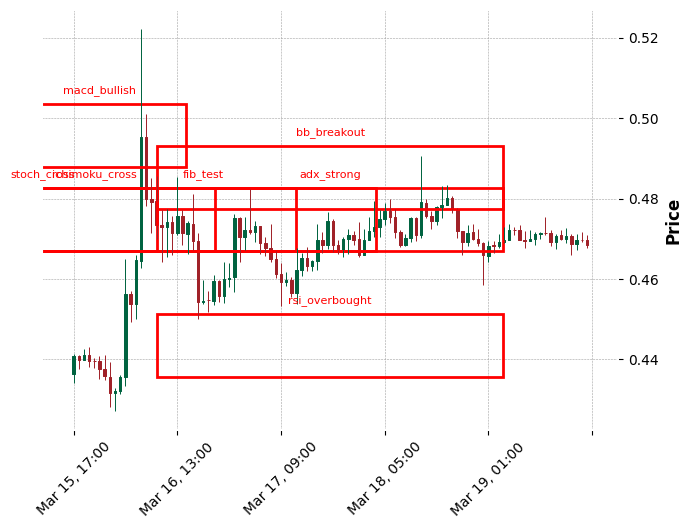 0.52
macd_bullish
0.50
bb_breakout
stoch_cross
chimoku_cross
fib_test
adx_strong
0.48
Price
0.46
rsi_overbought
0.44
Mar 15, 17:00
Mar 16, 13:00
Mar 17, 09:00
Mar 18, 05:00
Mar 19, 01:00